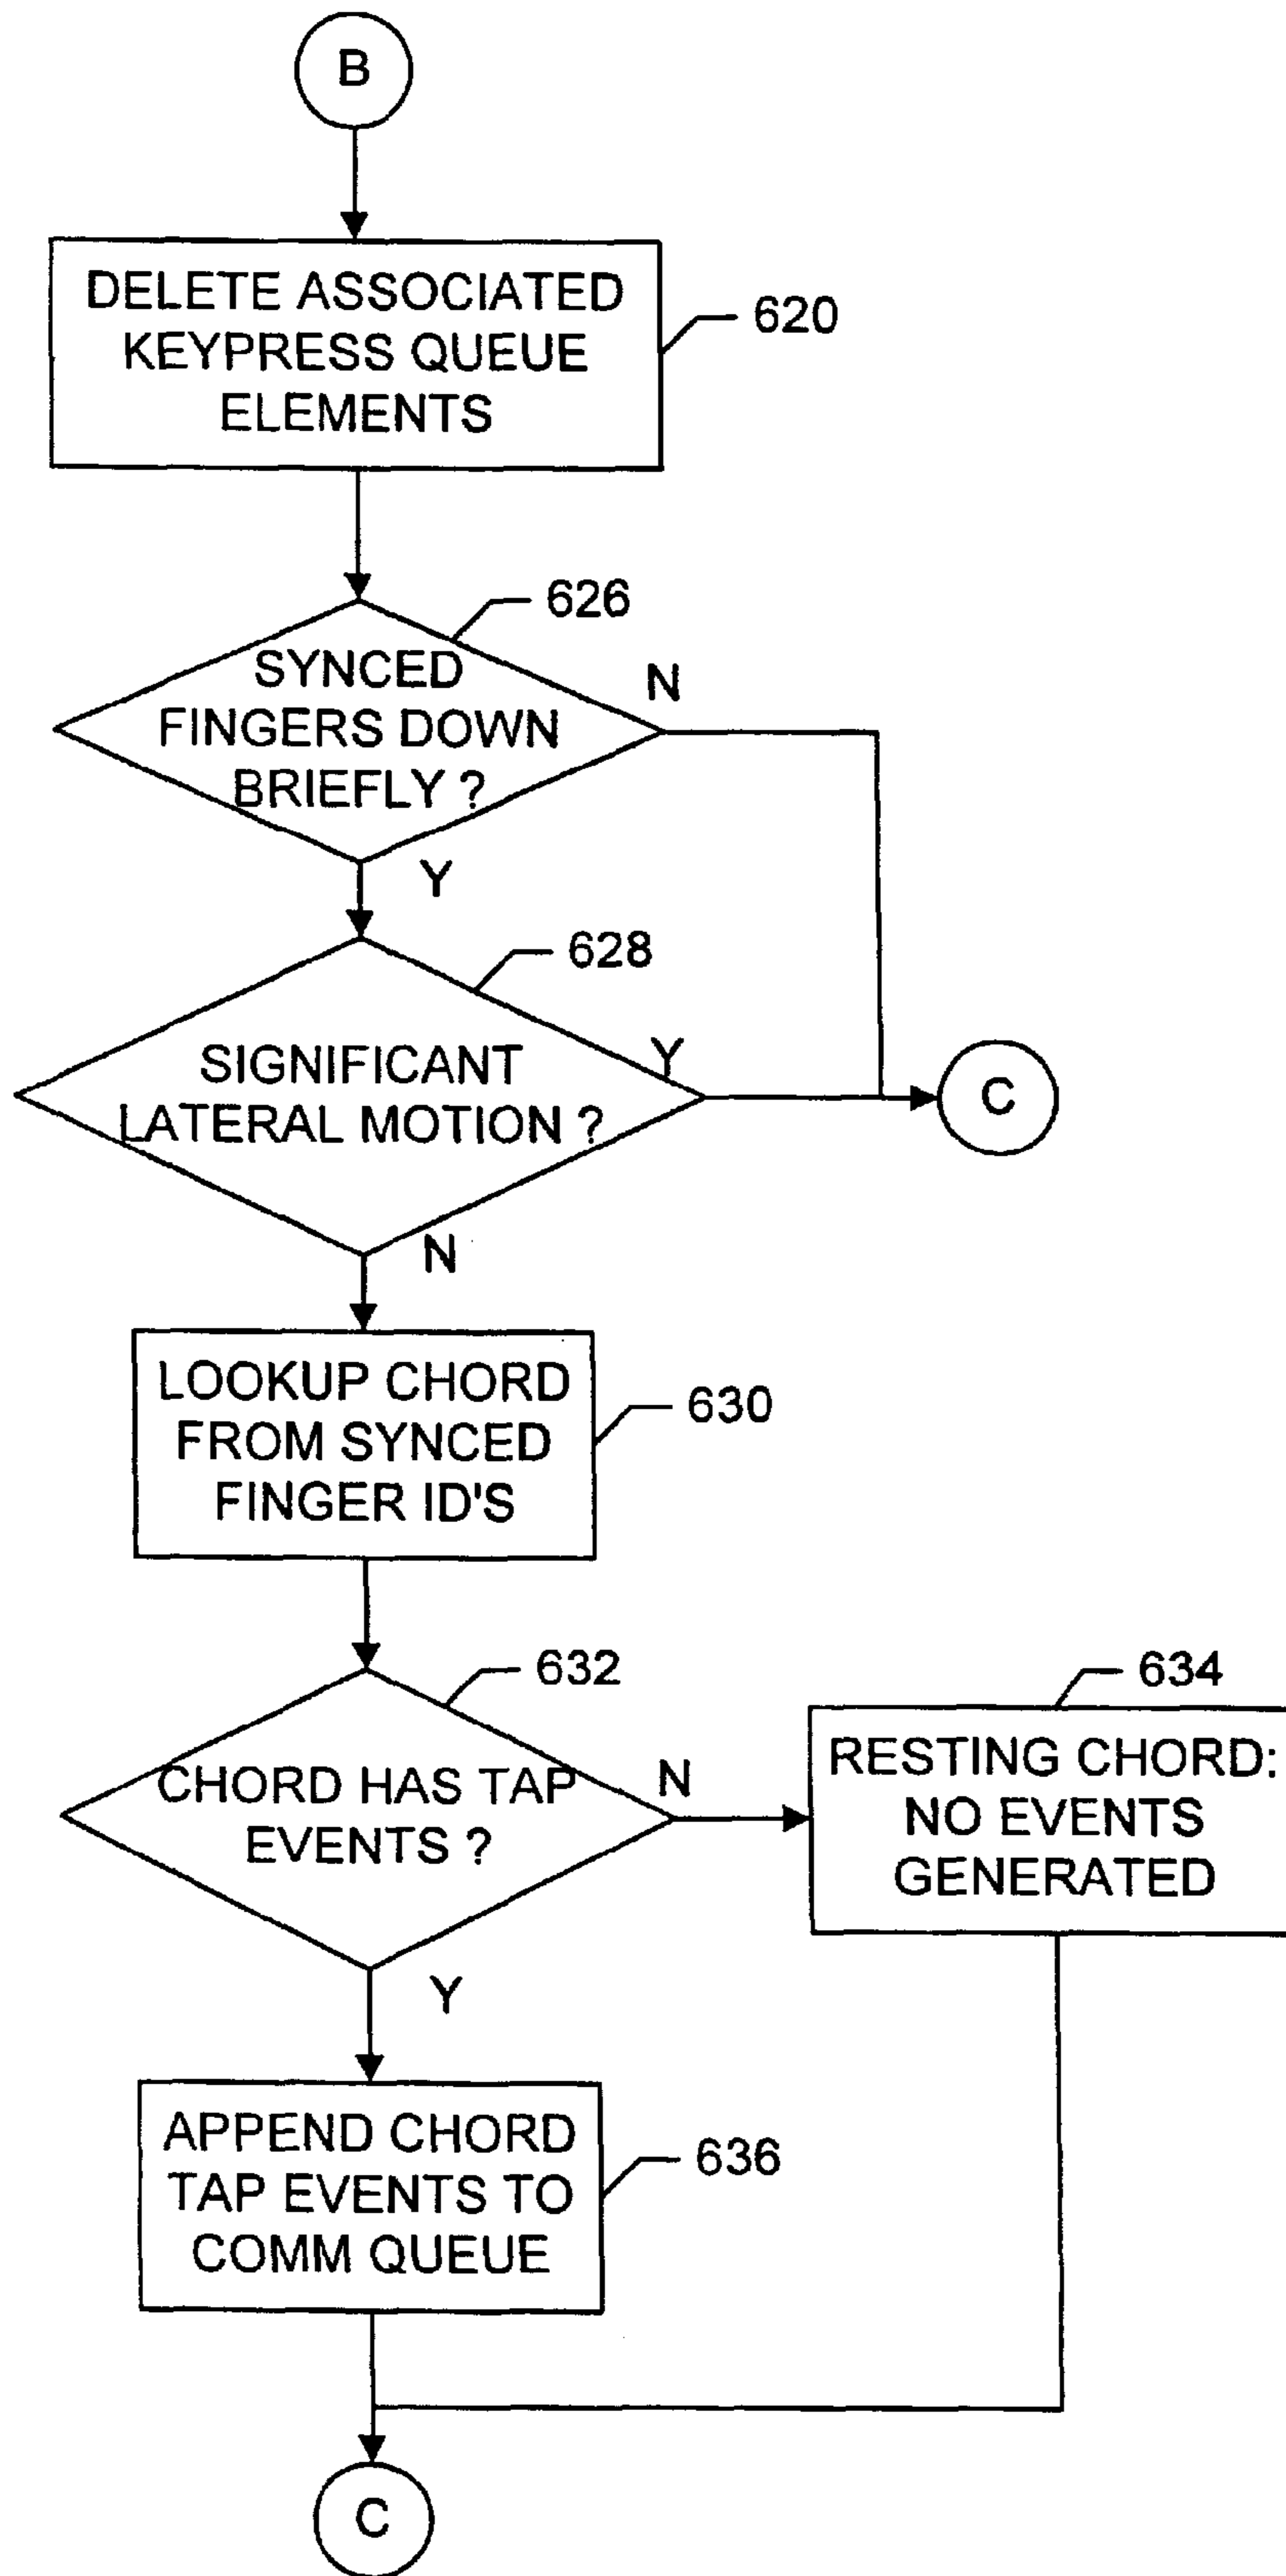 B
DELETE ASSOCIATED
KEYPRESS QUEUE
ELEMENTS
620
626
SYNCED
FINGERS DOWN
BRIEFLY ?
N
Y
628
SIGNIFICANT
LATERAL MOTION ?
Y
C
N
LOOKUP CHORD
FROM SYNCED
FINGER ID'S
630
632
CHORD HAS TAP
EVENTS ?
N
634
RESTING CHORD:
NO EVENTS
GENERATED
Y
APPEND CHORD
TAP EVENTS TO
COMM QUEUE
636
C